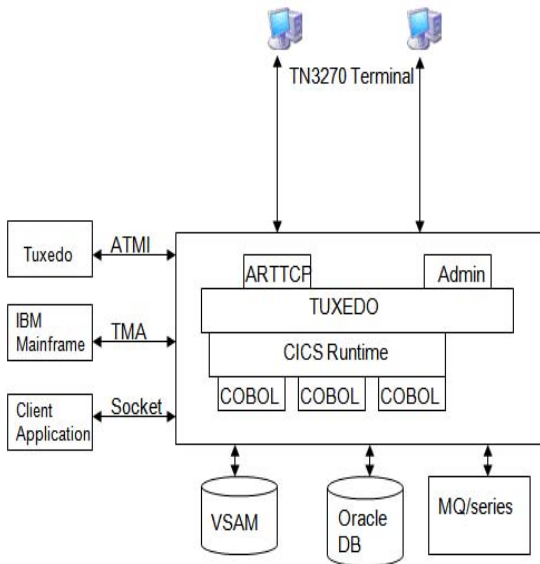 TN3270 Terminal
Tuxedo
ATMI
ARTTCP
Admin
TUXEDO
IBM
Mainframe
TMA
CICS Runtime
COBOL
COBOL
COBOL
Client
Application
Socket
VSAM
Oracle
DB
MQ/series